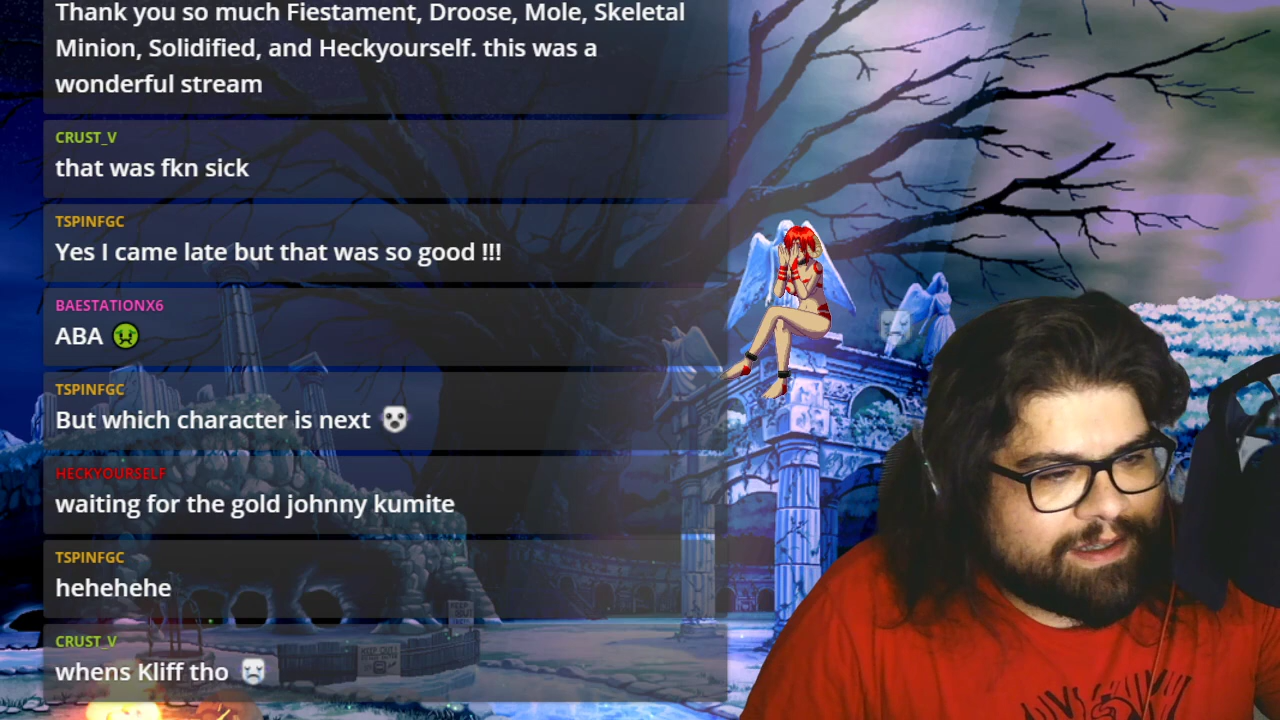 Thank you so much Fiestament, Droose, Mole, Skeletal
Minion, Solidified, and Heckyourself. this was a
wonderful stream
CRUST_V
that was fkn sick
TSPINFGC
Yes I came late but that was so good !!!
BAESTATIONX6
ABA 🤢
TSPINFGC
But which character is next
HECKYOURSELF
waiting for the gold johnny kumite
TSPINFGC
hehehehe
CRUST_V
whens Kliff tho
KEEP OUT!